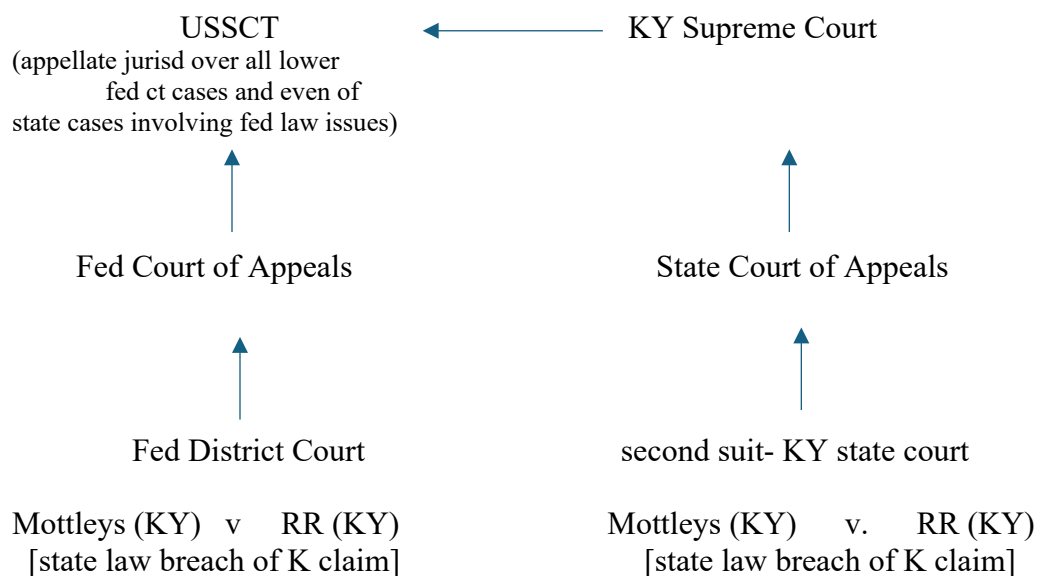 USSCT
KY Supreme Court
(appellate jurisd over all lower
fed ct cases and even of
state cases involving fed law issues)
Fed Court of Appeals
State Court of Appeals
Fed District Court
second suit- KY state court
Mottleys (KY) v RR (KY)
Mottleys (KY) v. RR (KY)
[state law breach of K claim]
[state law breach of K claim]